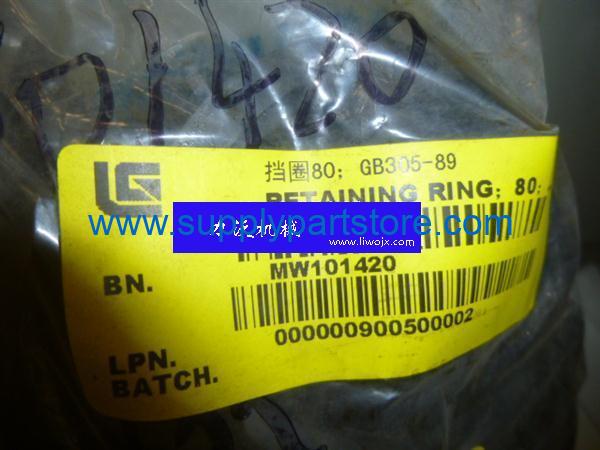 01420
LG
挡圈80; GB305-89
RETAINING RING; 80;
www.supplypartstore.com
www.liwojx.com
BN.
MW101420
000000900500002
LPN.
BATCH.